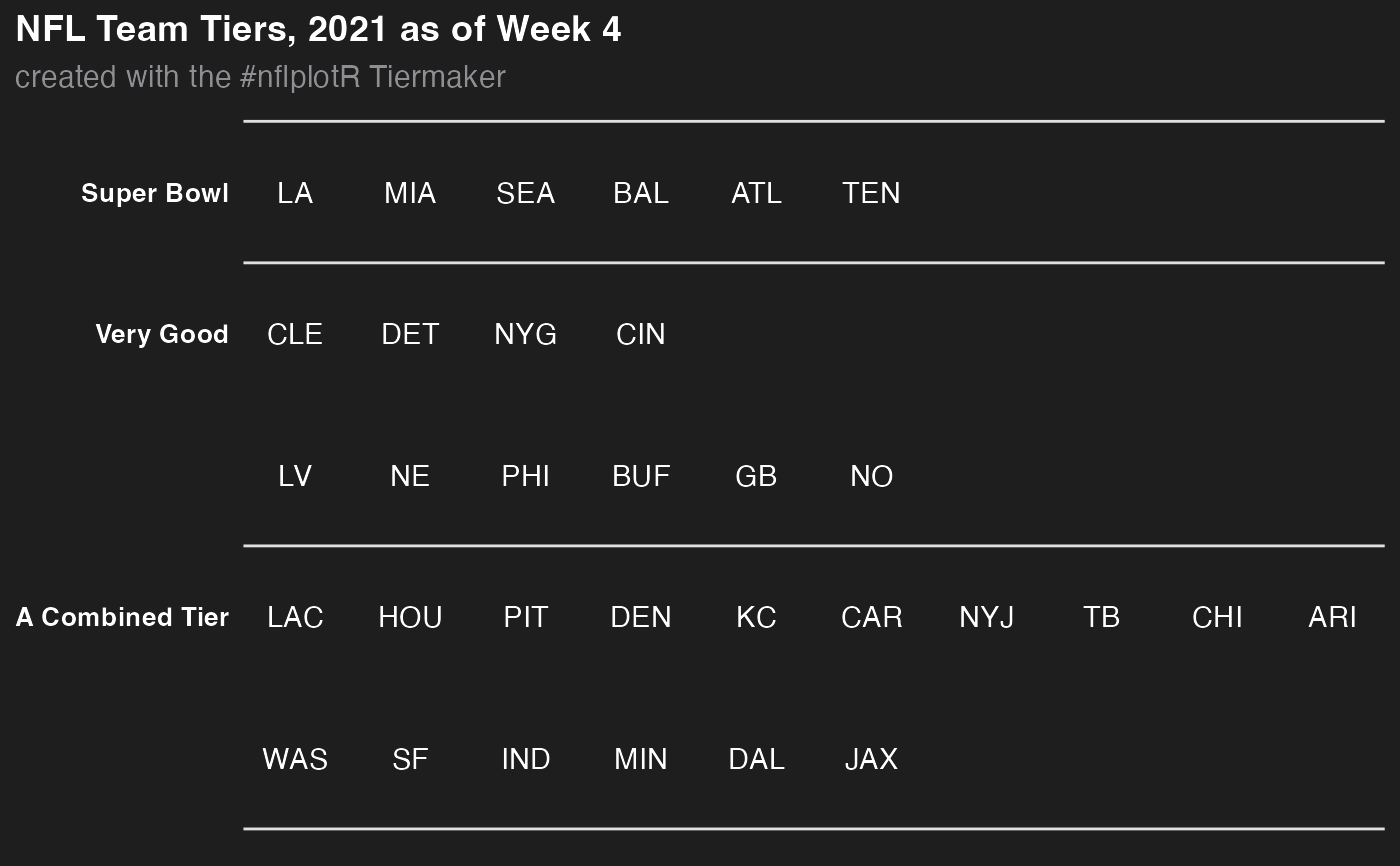 NFL Team Tiers, 2021 as of Week 4
created with the #nflplotR Tiermaker
Super Bowl LA MIA SEA BAL ATL TEN
Very Good CLE DET NYG CIN
LV NE PHI BUF GB NO
A Combined Tier LAC HOU PIT DEN KC CAR NYJ TB CHI ARI
WAS SF IND MIN DAL JAX